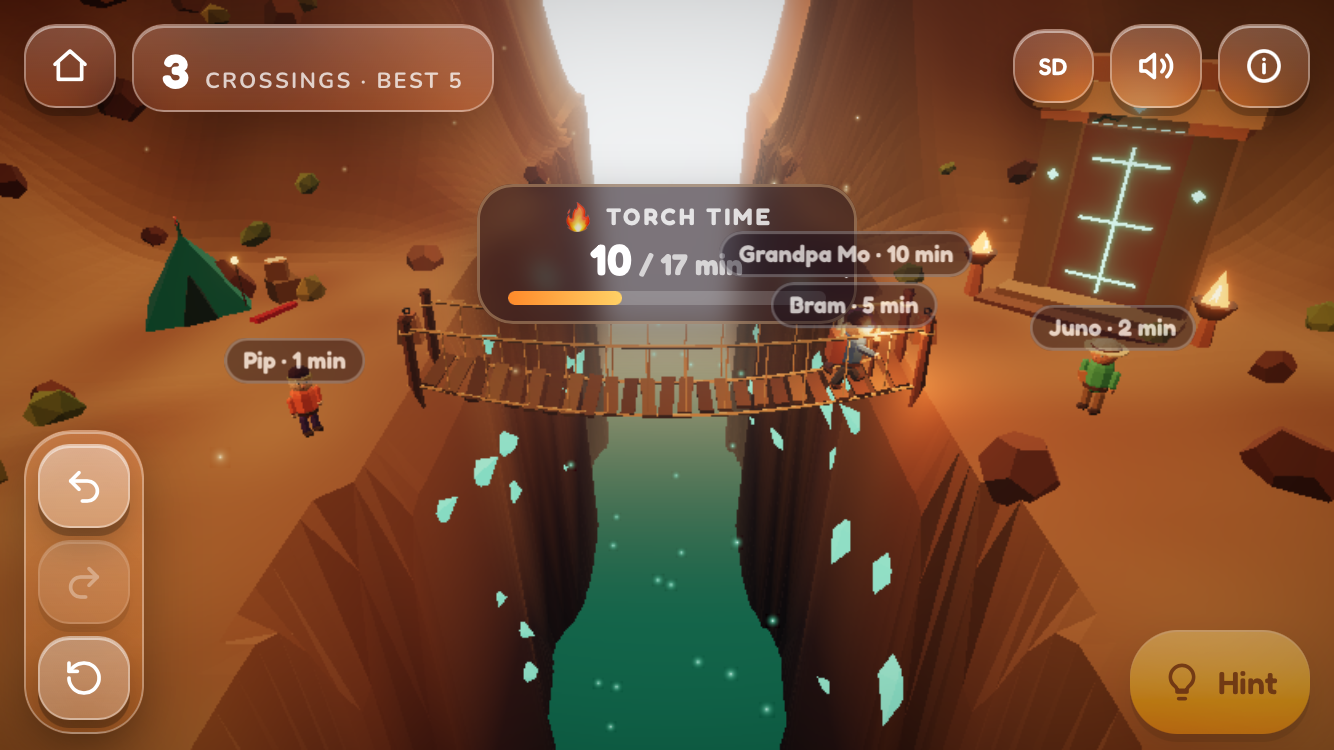 3 CROSSINGS · BEST 5
SD
🔥 TORCH TIME
10 / 17 min
Grandpa Mo · 10 min
Bram · 5 min
Juno · 2 min
Pip · 1 min
Hint